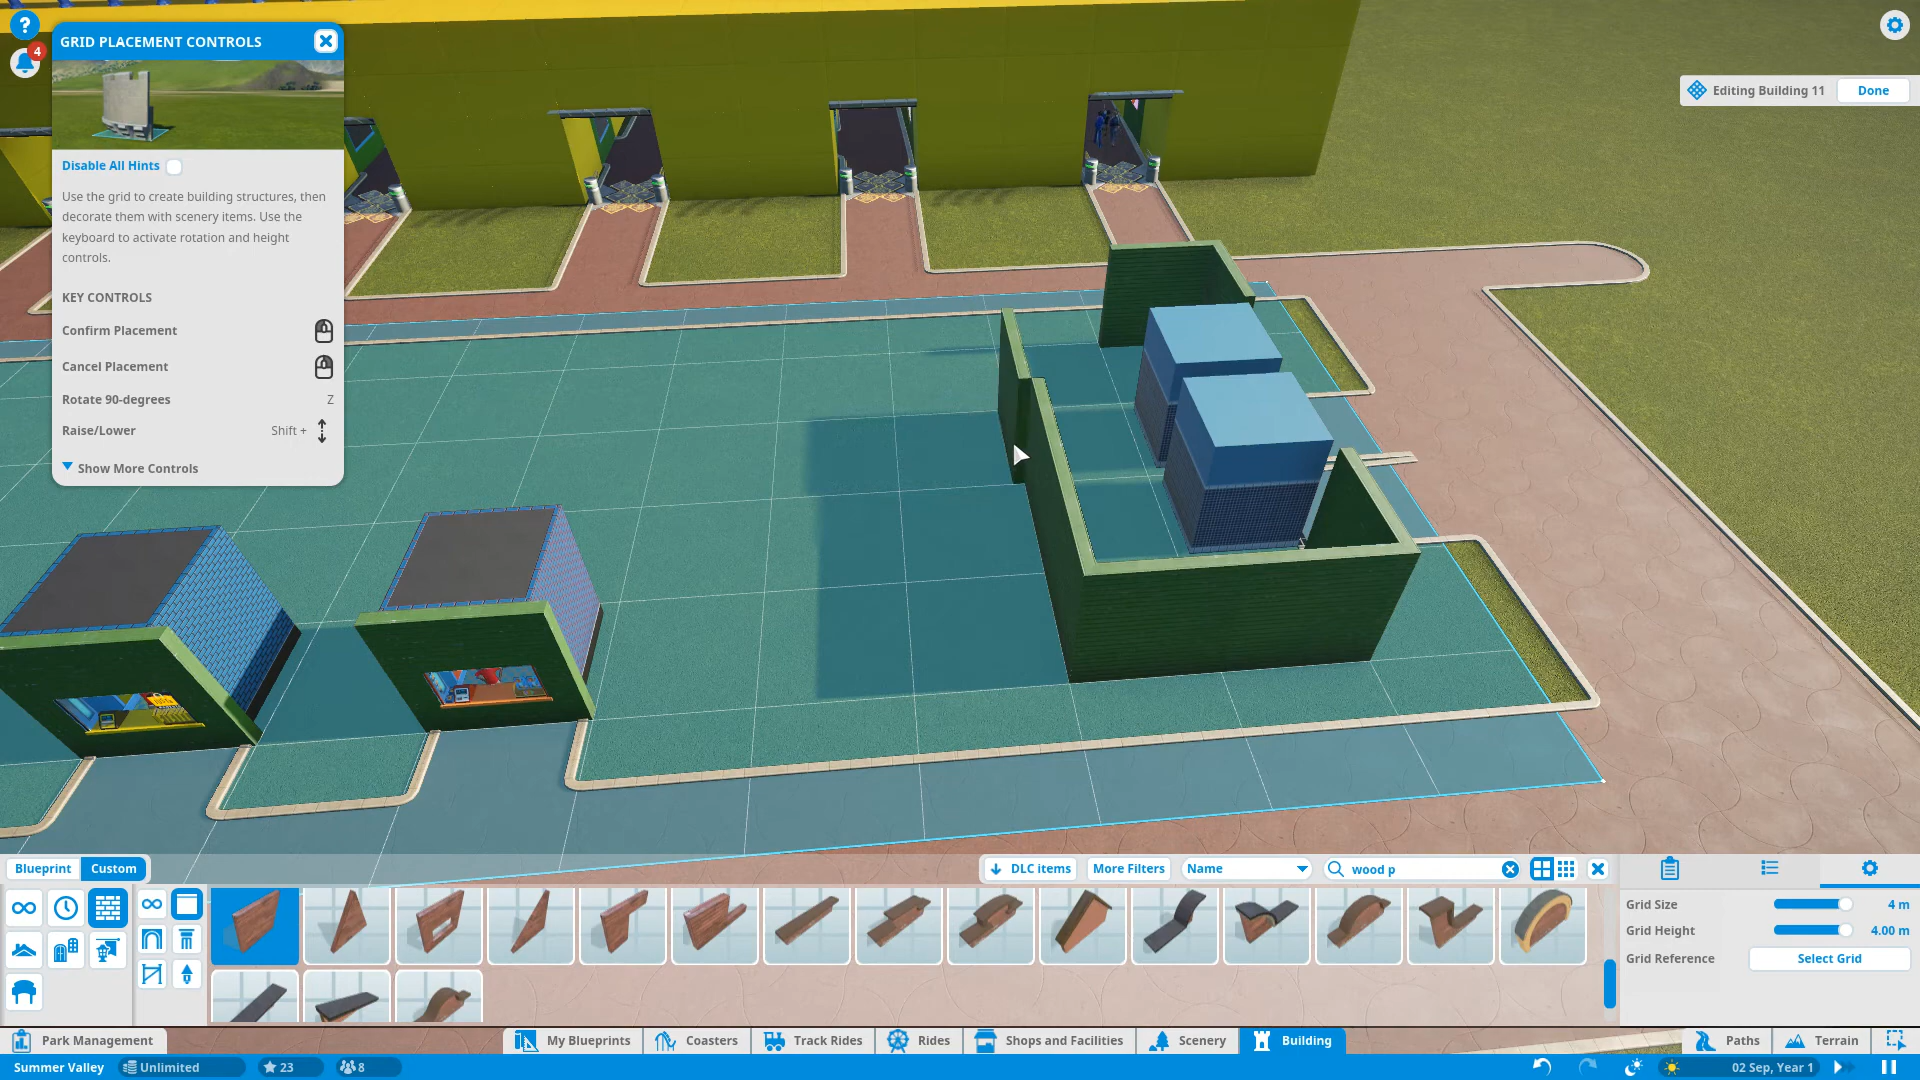 ?
4
GRID PLACEMENT CONTROLS
Disable All Hints
Use the grid to create building structures, then
decorate them with scenery items. Use the
keyboard to activate rotation and height
controls.
KEY CONTROLS
Confirm Placement
Cancel Placement
Rotate 90-degrees Z
Raise/Lower Shift +
Show More Controls
Editing Building 11 Done
Blueprint Custom
DLC items More Filters Name wood p
Grid Size 4 m
Grid Height 4.00 m
Grid Reference Select Grid
Park Management My Blueprints Coasters Track Rides Rides Shops and Facilities Scenery Building Paths Terrain
Summer Valley Unlimited 23 8 02 Sep, Year 1